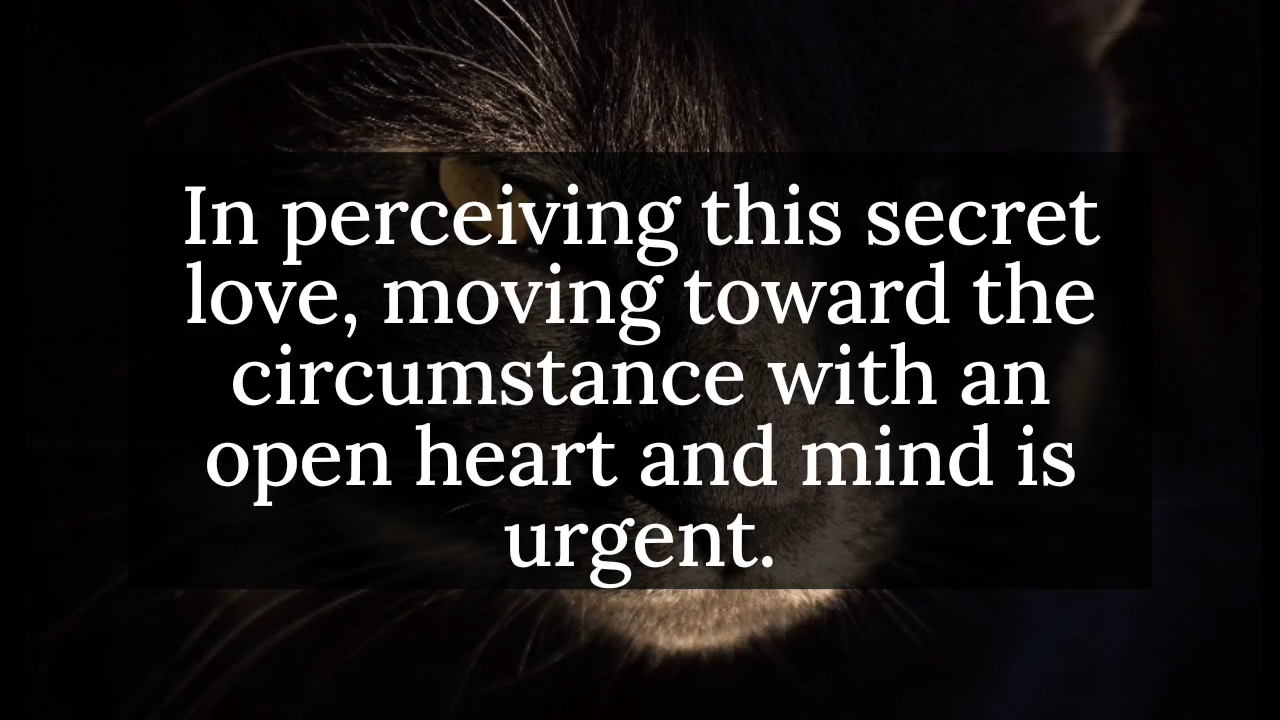 In perceiving this secret
love, moving toward the
circumstance with an
open heart and mind is
urgent.